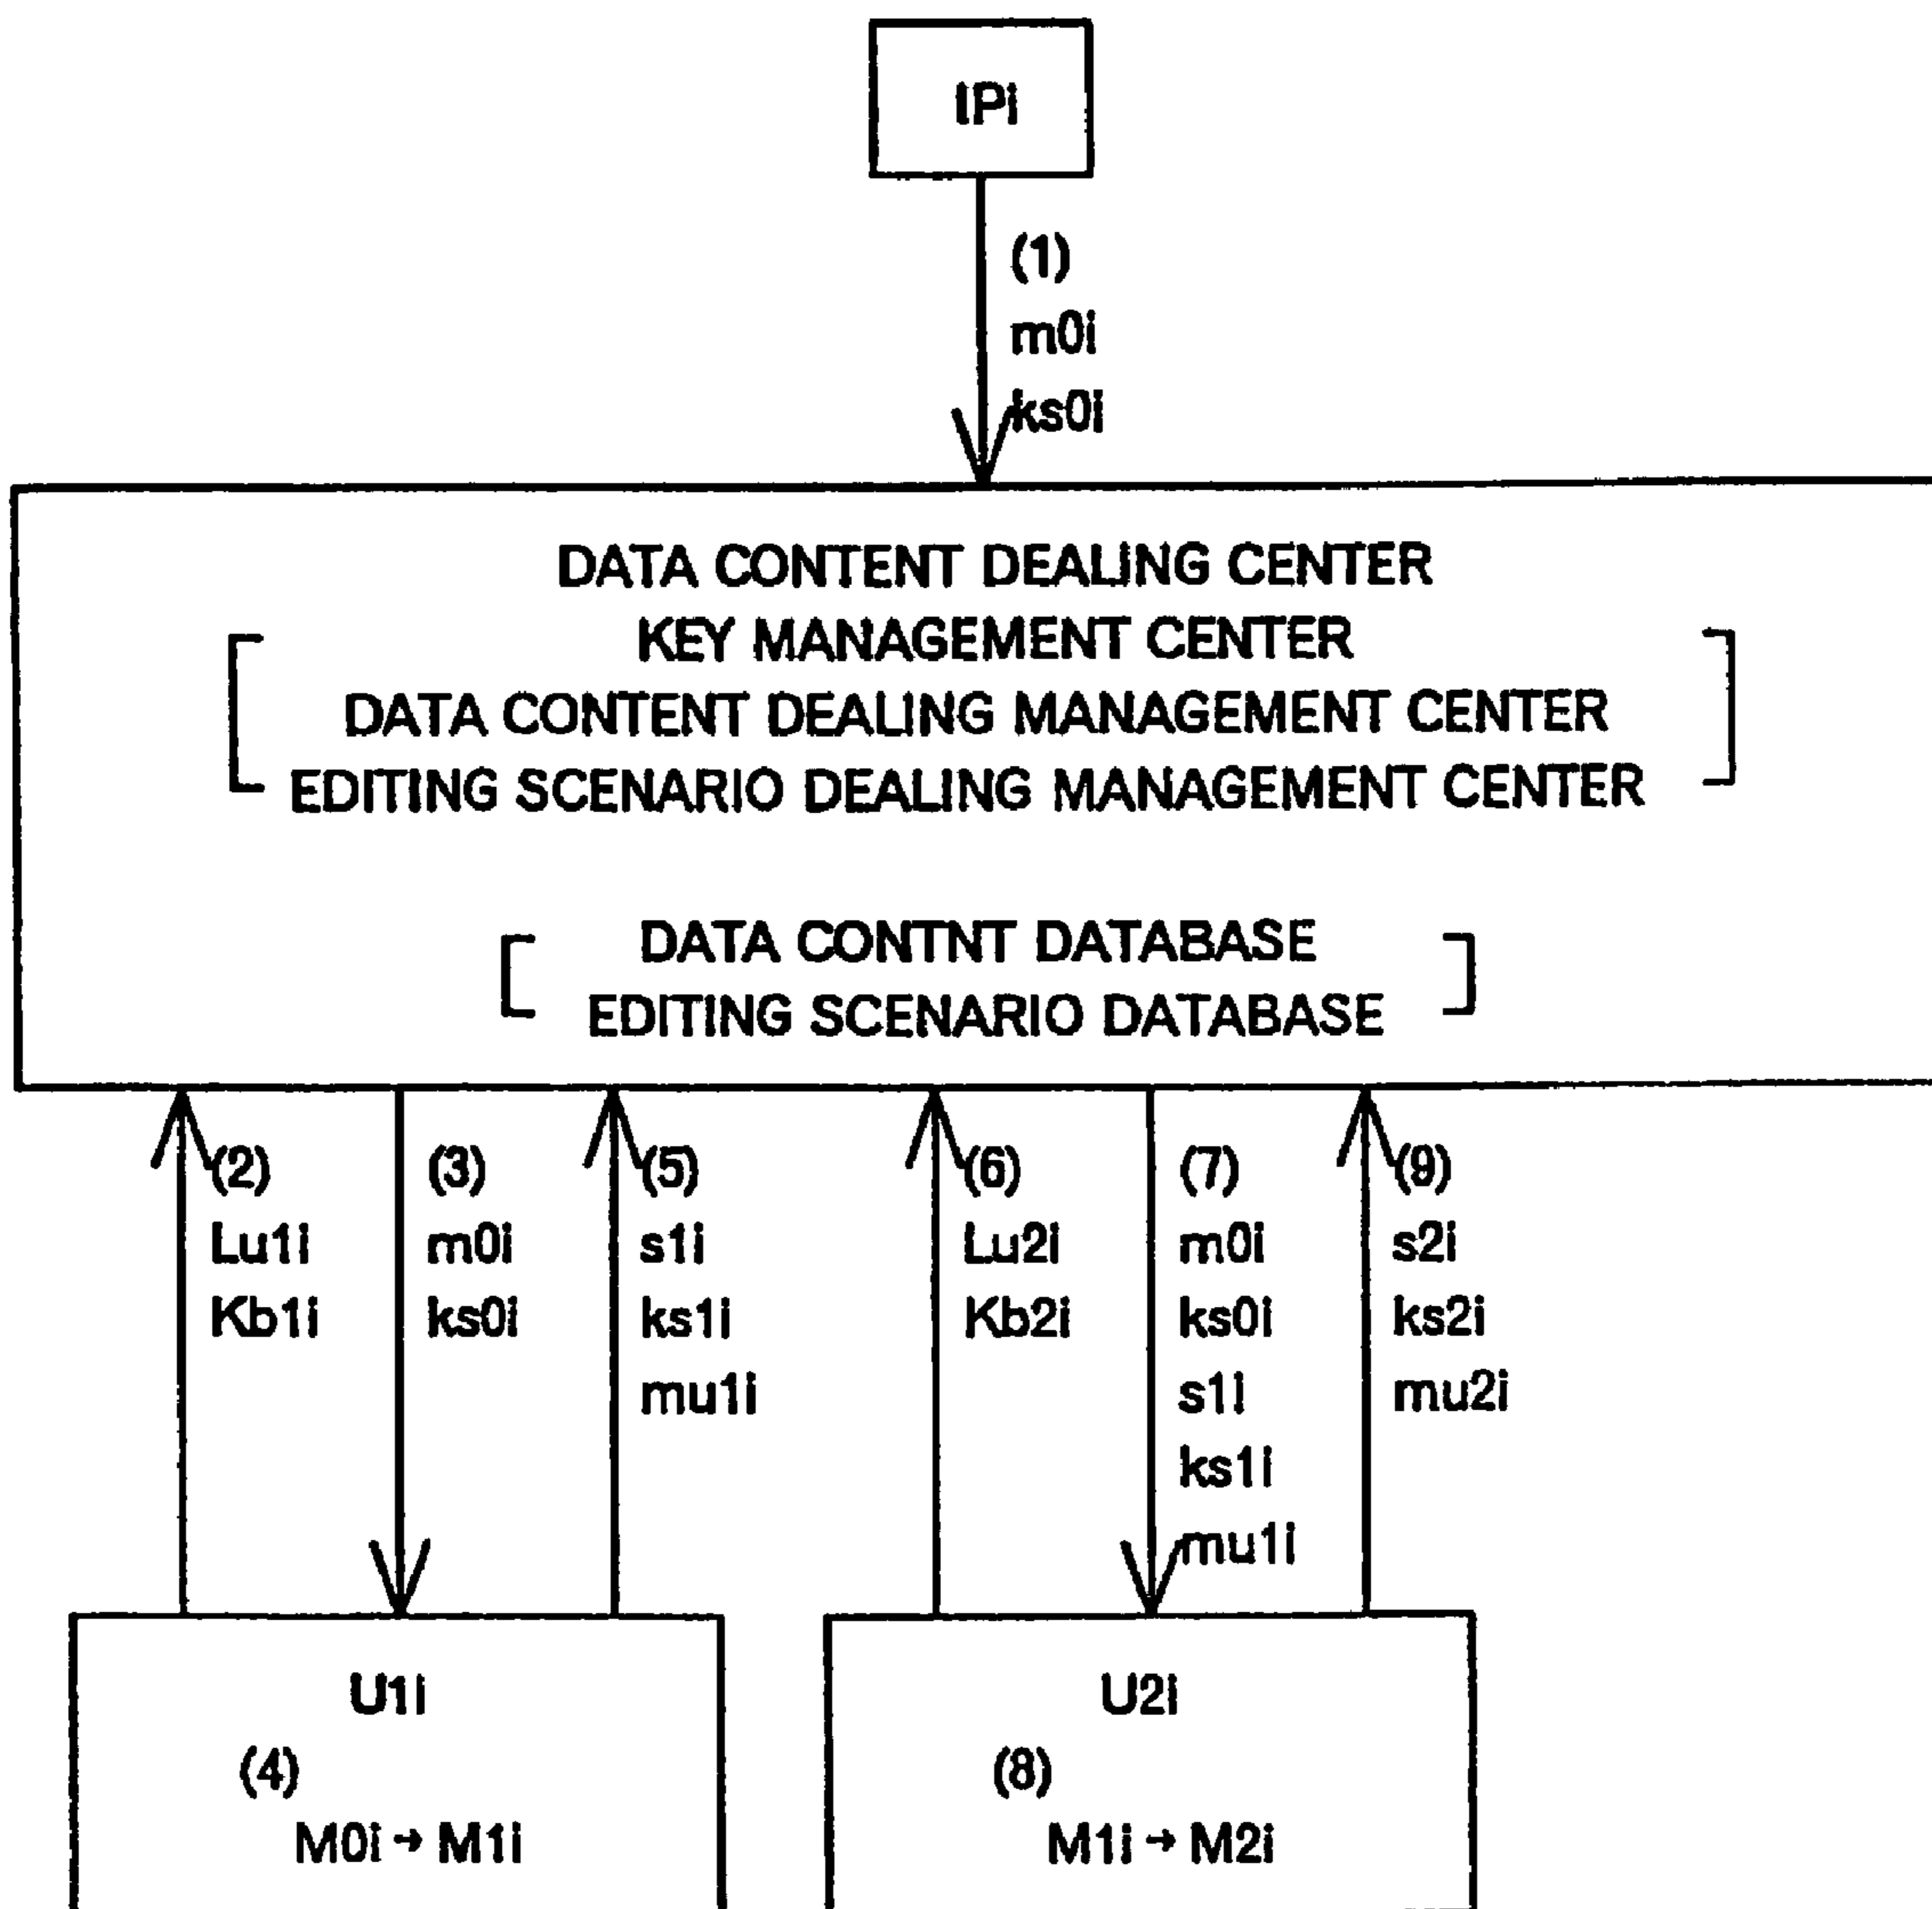 IPi
(1)
m0i
ks0i
DATA CONTENT DEALING CENTER
KEY MANAGEMENT CENTER
DATA CONTENT DEALING MANAGEMENT CENTER
EDITING SCENARIO DEALING MANAGEMENT CENTER
DATA CONTNT DATABASE
EDITING SCENARIO DATABASE
(2)
Lu1i
Kb1i
(3)
m0i
ks0i
(5)
s1i
ks1i
mu1i
(6)
Lu2i
Kb2i
(7)
m0i
ks0i
s1i
ks1i
mu1i
(9)
s2i
ks2i
mu2i
U1i
(4)
M0i → M1i
U2i
(8)
M1i → M2i